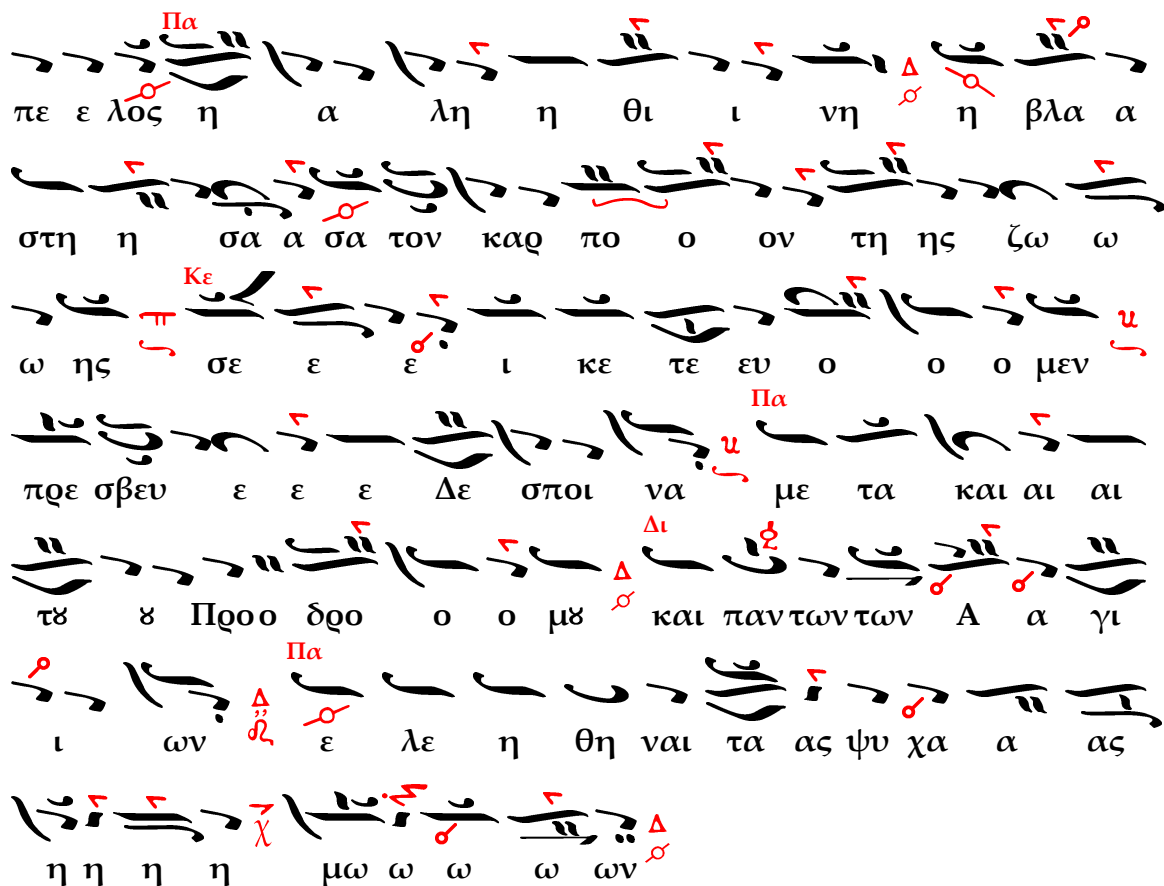 Πα
πε ε λος η α λη η θι ι νη η βλα α
στη η σα α σα τον καρ πο ο ον τη ης ζω ω
Κε
ω ης σε ε ε ι κε τε ευ ο ο ο μεν
Πα
πρε σβευ ε ε ε Δε σποι να με τα και αι αι
Δι
τȣ ȣ Προ ο δρο ο ο μȣ και παν των των Α α γι
Πα
ι ων ε λε η θη ναι τα ας ψυ χα α ας
η η η η μω ω ω ω ων